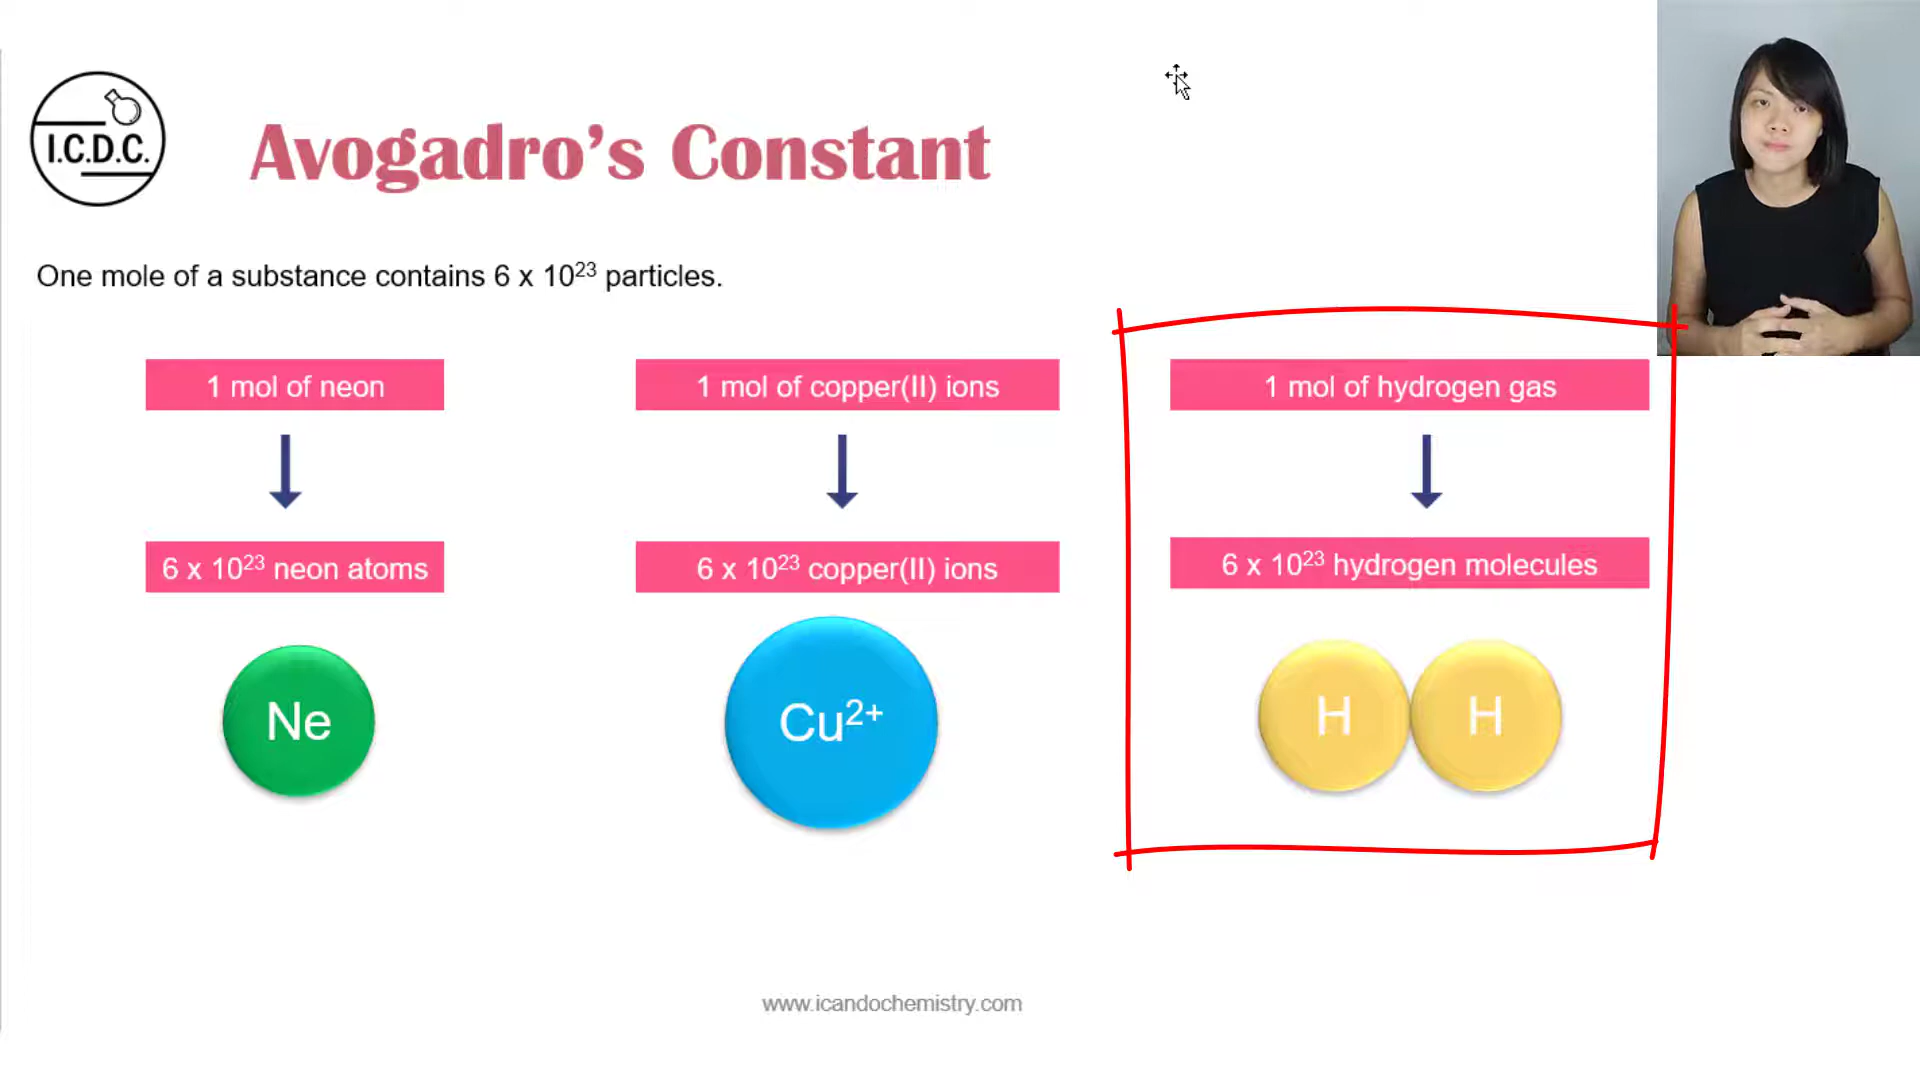 I.C.D.C.
Avogadro’s Constant
One mole of a substance contains 6 x 10²³ particles.
1 mol of neon
1 mol of copper(II) ions
1 mol of hydrogen gas
6 x 10²³ neon atoms
6 x 10²³ copper(II) ions
6 x 10²³ hydrogen molecules
Ne
Cu²⁺
H H
www.icandochemistry.com